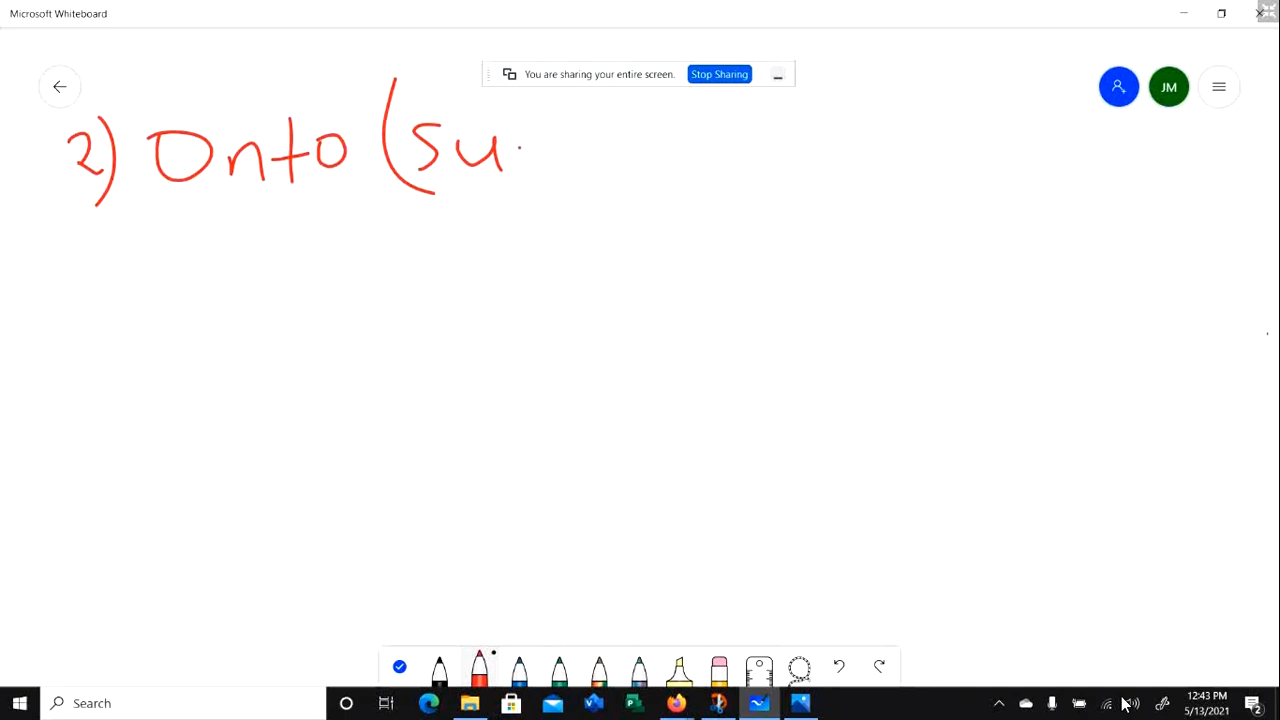 Microsoft Whiteboard
You are sharing your entire screen. Stop Sharing
JM
2) Onto (su
Search
12:43 PM
5/13/2021
2